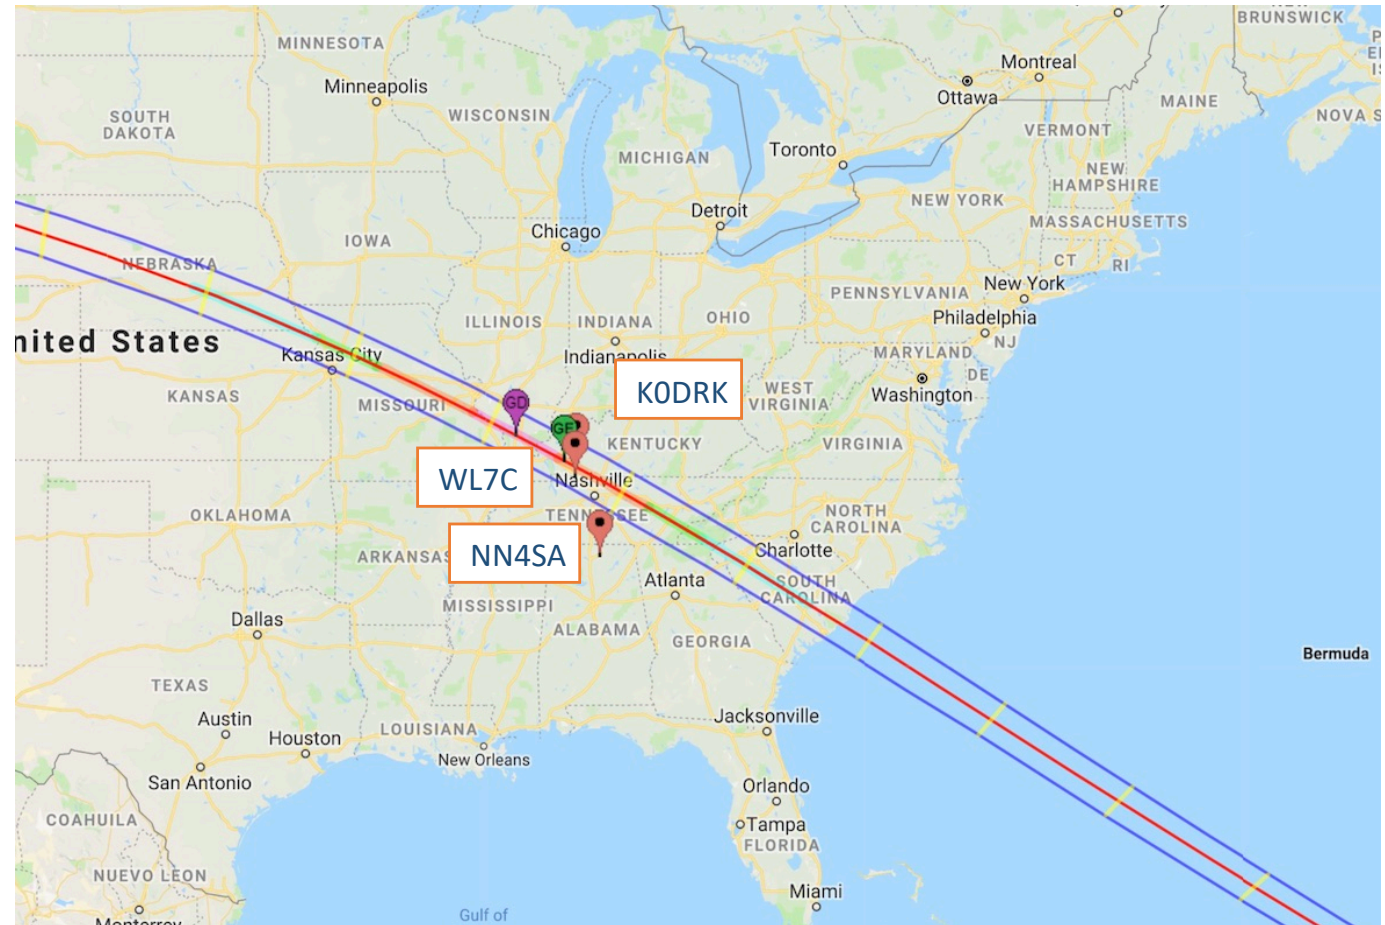 BRUNSWICK
MINNESOTA
Montreal
Minneapolis
Ottawa
MAINE
SOUTH
DAKOTA
WISCONSIN
NOVA S
VERMONT
Toronto
MICHIGAN
NEW
HAMPSHIRE
NEW YORK
Detroit
MASSACHUSETTS
Chicago
IOWA
CT
RI
NEBRASKA
New York
PENNSYLVANIA
Philadelphia
ILLINOIS
INDIANA
OHIO
NJ
nited States
Kansas City
Indianapolis
MARYLAND
DE
K0DRK
WEST
VIRGINIA
Washington
KANSAS
MISSOURI
GD
GE
KENTUCKY
VIRGINIA
WL7C
Nashville
OKLAHOMA
TENNESSEE
NORTH
CAROLINA
NN4SA
ARKANSAS
Charlotte
Atlanta
SOUTH
CAROLINA
MISSISSIPPI
Dallas
ALABAMA
GEORGIA
Bermuda
TEXAS
Austin
Houston
LOUISIANA
Jacksonville
New Orleans
San Antonio
Orlando
COAHUILA
Tampa
FLORIDA
NUEVO LEON
Miami
Gulf of
Monterrey